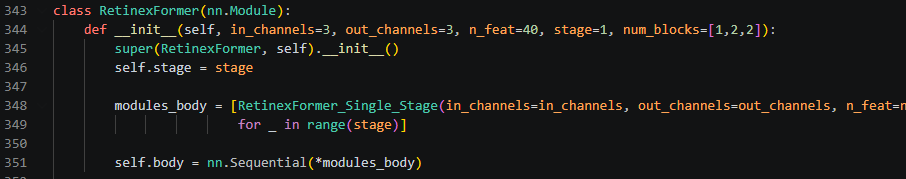 343 class RetinexFormer(nn.Module):
344 def __init__(self, in_channels=3, out_channels=3, n_feat=40, stage=1, num_blocks=[1,2,2]):
345 super(RetinexFormer, self).__init__()
346 self.stage = stage
347
348 modules_body = [RetinexFormer_Single_Stage(in_channels=in_channels, out_channels=out_channels, n_feat=n
349 for _ in range(stage)]
350
351 self.body = nn.Sequential(*modules_body)